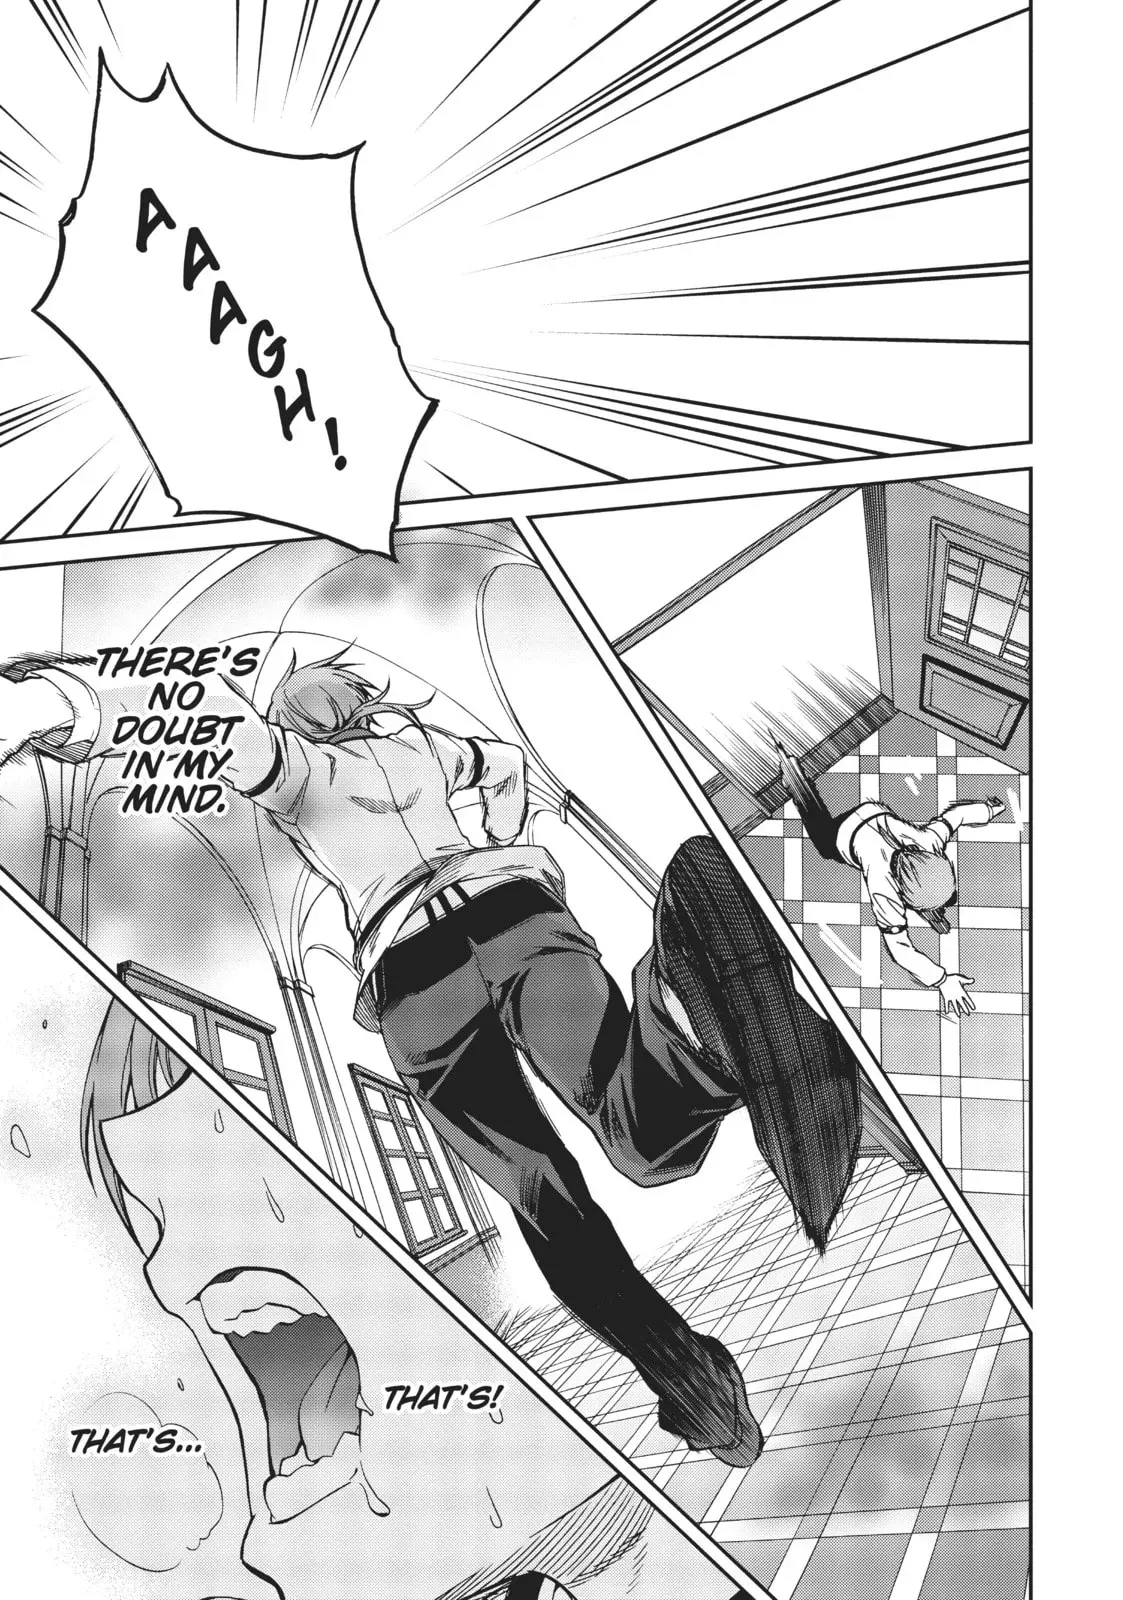 AAAGH!
THERE'S
NO
DOUBT
IN MY
MIND.
THAT'S!
THAT'S...